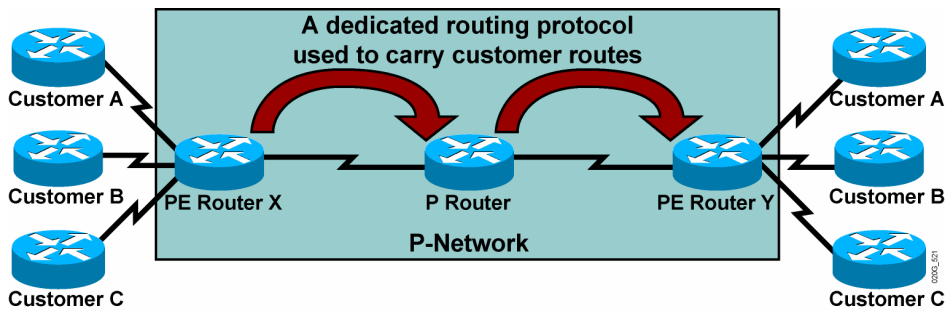 A dedicated routing protocol
used to carry customer routes
Customer A
Customer A
Customer B
PE Router X
P Router
PE Router Y
Customer B
P-Network
Customer C
Customer C
020G_521